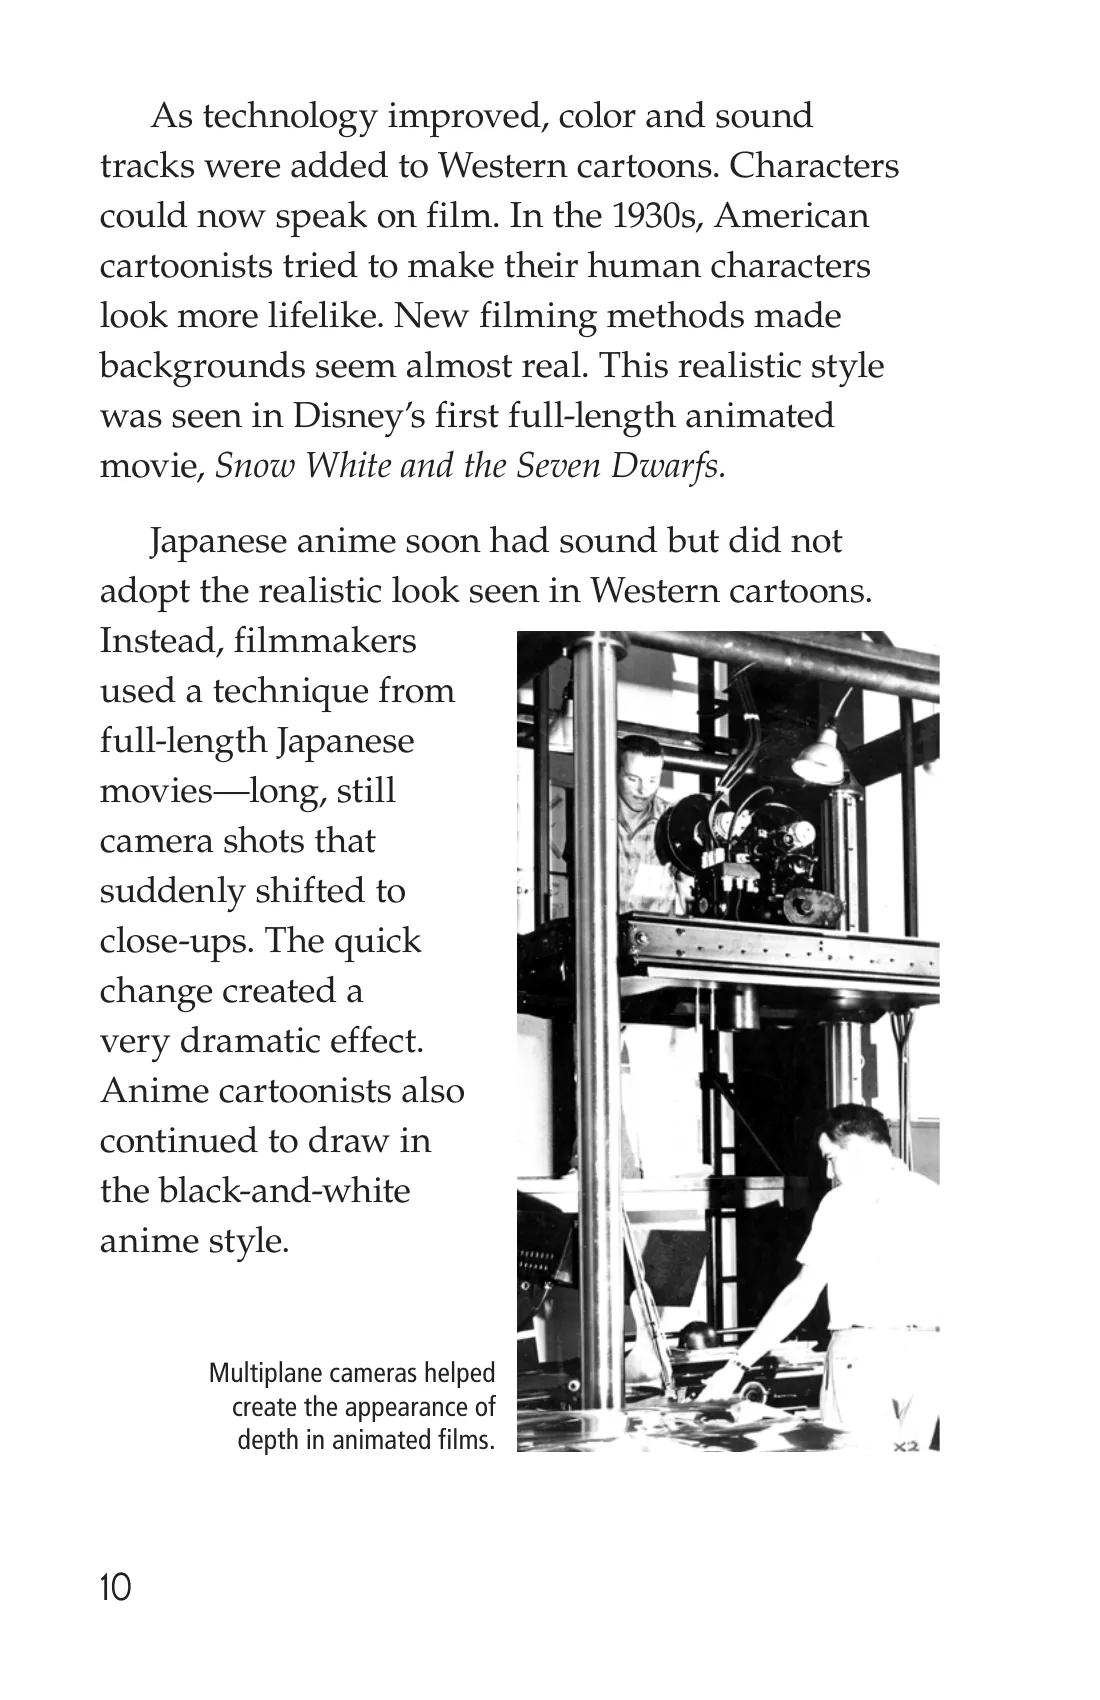 As technology improved, color and sound
tracks were added to Western cartoons. Characters
could now speak on film. In the 1930s, American
cartoonists tried to make their human characters
look more lifelike. New filming methods made
backgrounds seem almost real. This realistic style
was seen in Disney’s first full-length animated
movie, Snow White and the Seven Dwarfs.
Japanese anime soon had sound but did not
adopt the realistic look seen in Western cartoons.
Instead, filmmakers
used a technique from
full-length Japanese
movies—long, still
camera shots that
suddenly shifted to
close-ups. The quick
change created a
very dramatic effect.
Anime cartoonists also
continued to draw in
the black-and-white
anime style.
Multiplane cameras helped
create the appearance of
depth in animated films.
X2
10